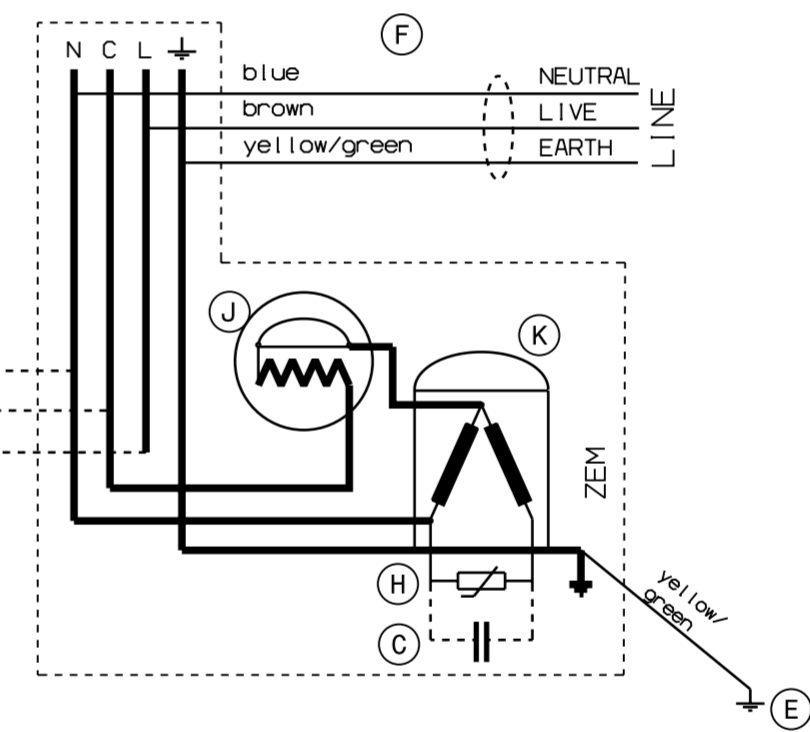 F
N C L
blue NEUTRAL
brown LIVE
yellow/green EARTH
LINE
J
K
ZEM
H
yellow/
green
C
E